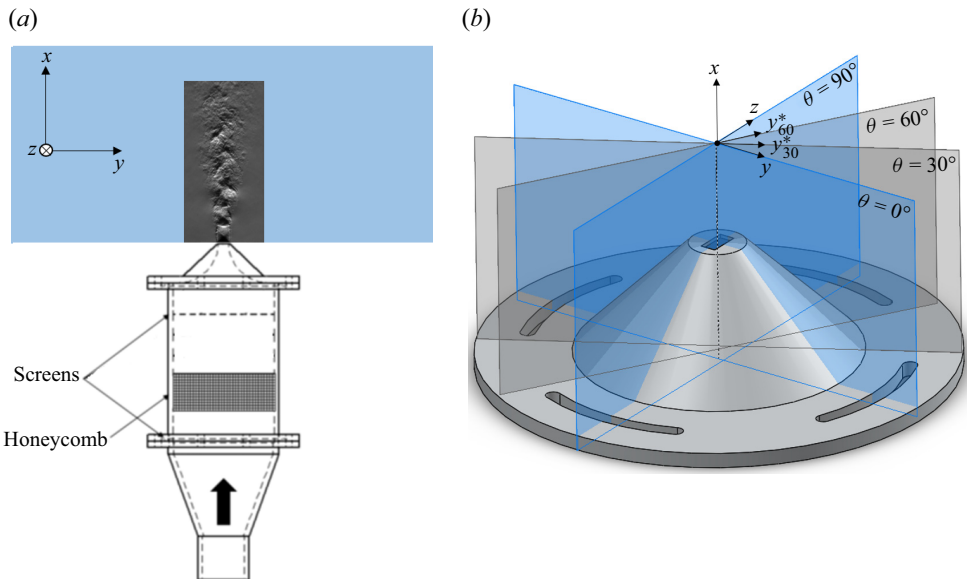 (a)
x
z
y
Screens
Honeycomb
(b)
x
z
y*60
y*30
y
θ = 90°
θ = 60°
θ = 30°
θ = 0°